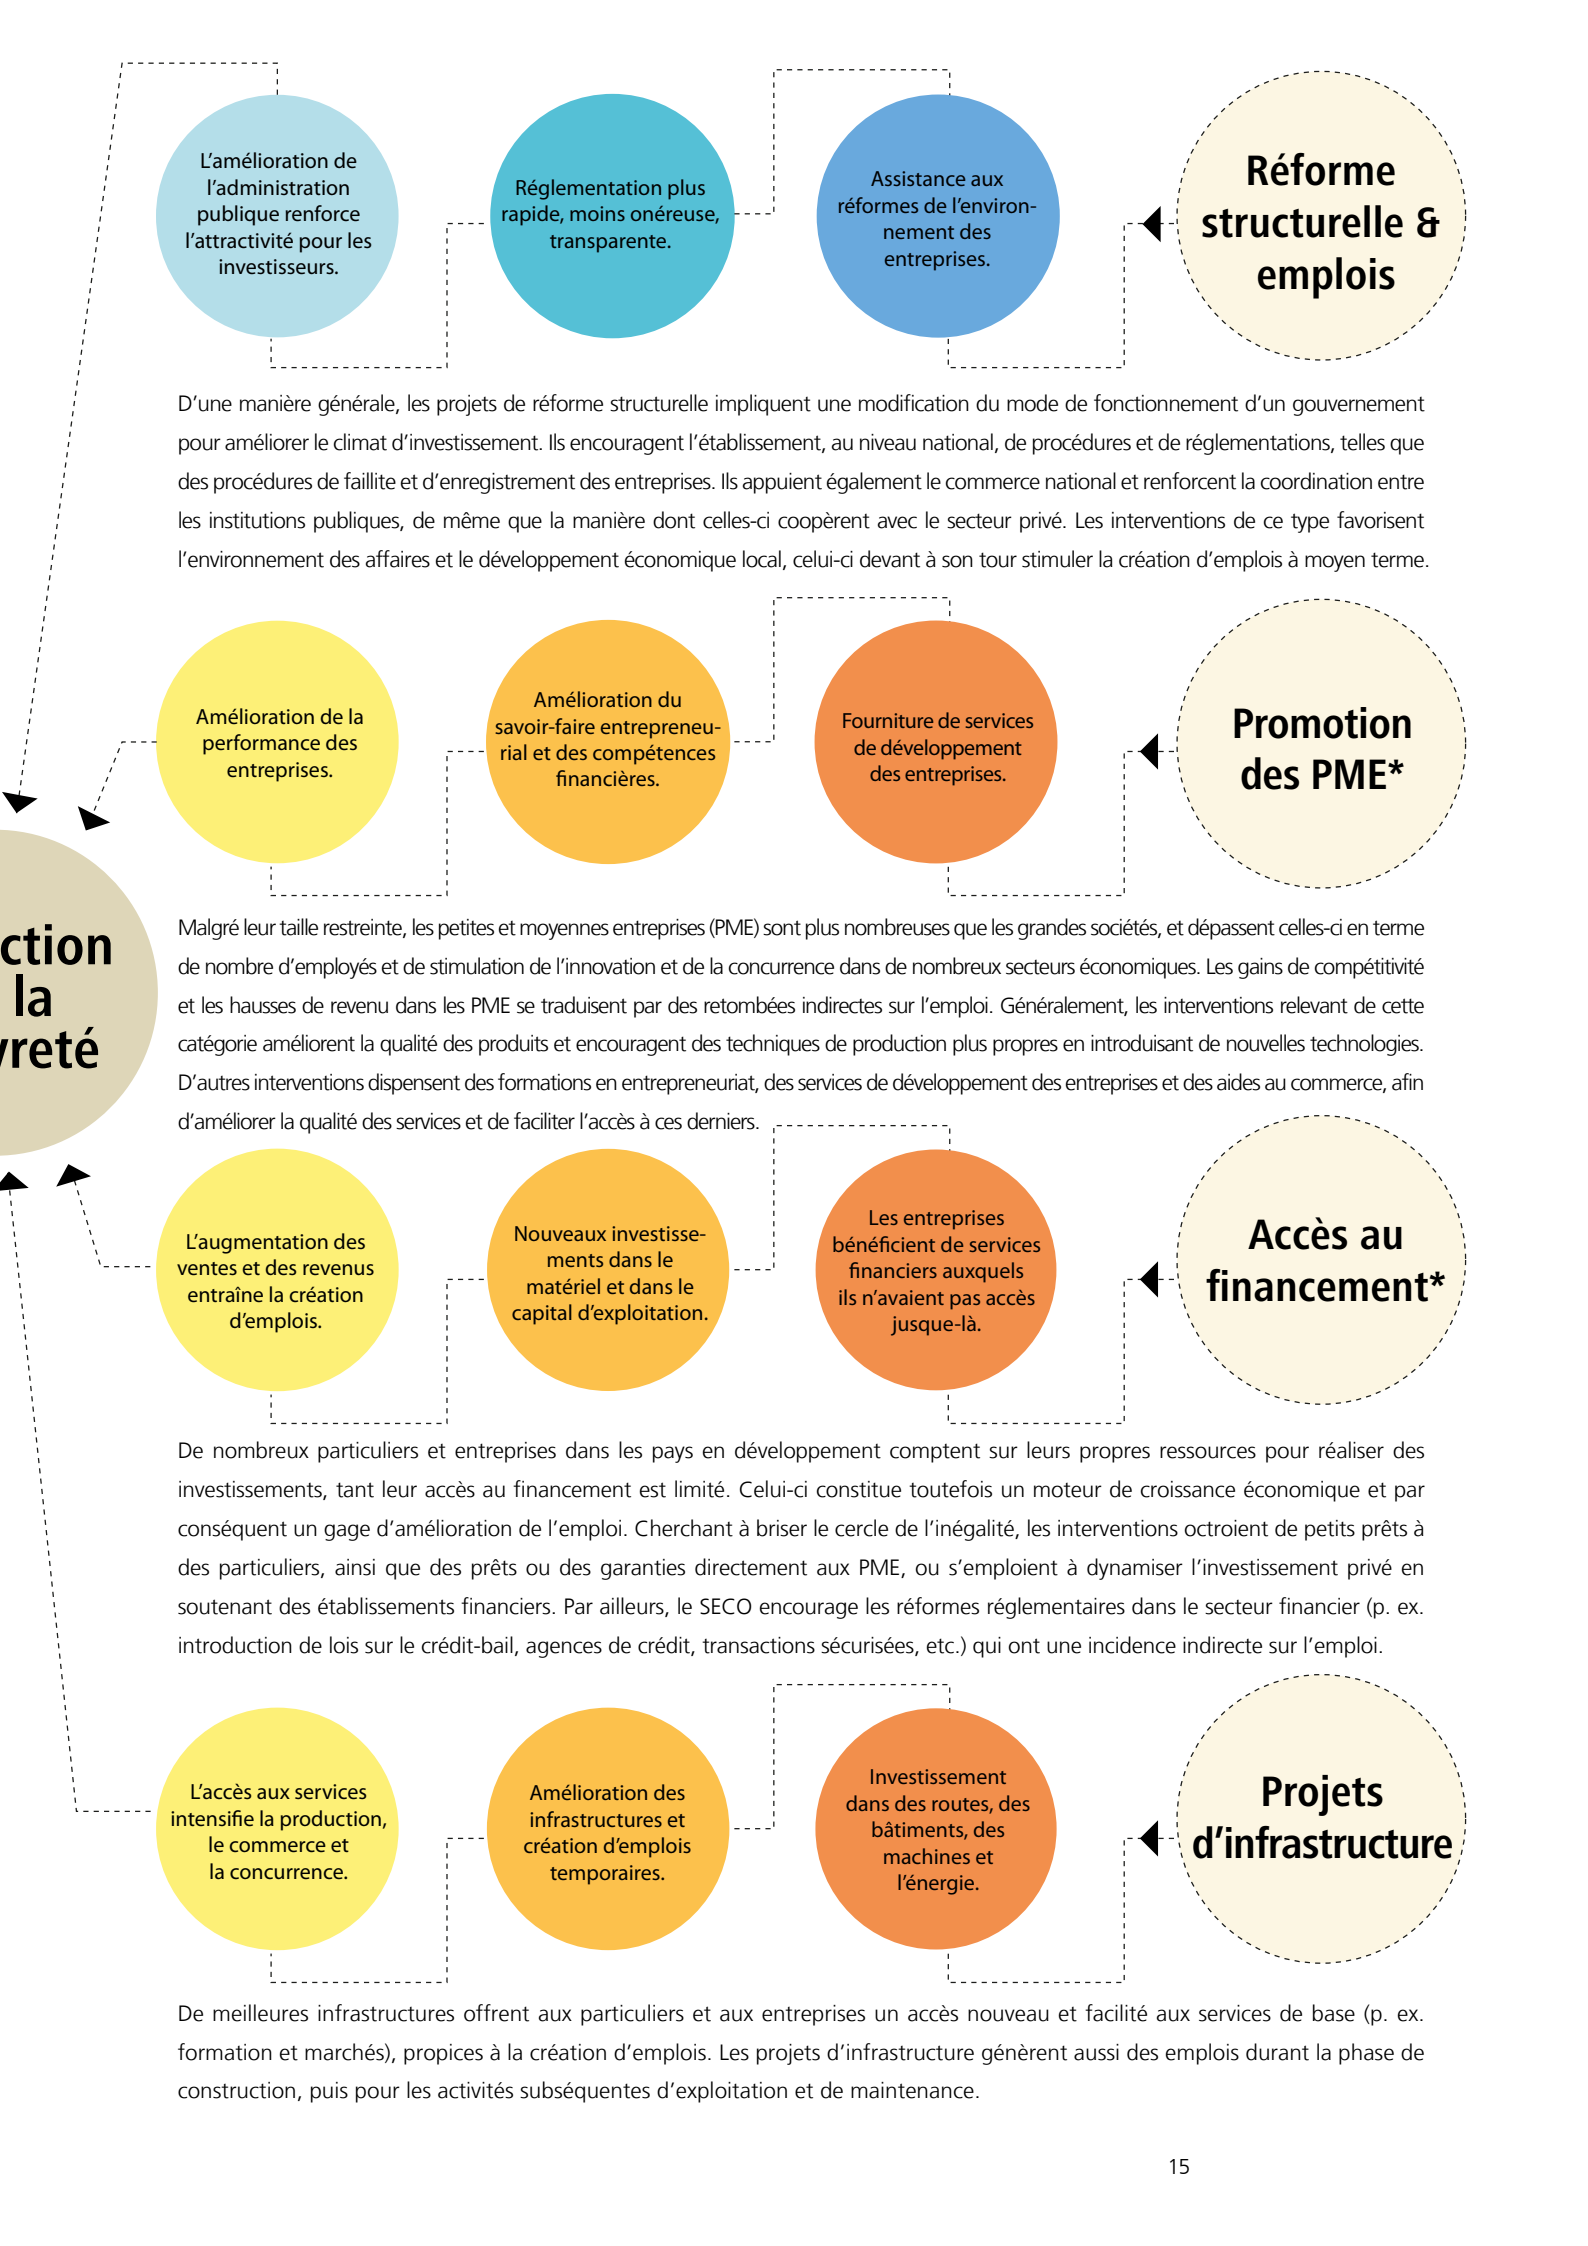 L’amélioration de
l’administration
publique renforce
l’attractivité pour les
investisseurs.
Réglementation plus
rapide, moins onéreuse,
transparente.
Assistance aux
réformes de l’environ-
nement des
entreprises.
Réforme
structurelle &
emplois
D’une manière générale, les projets de réforme structurelle impliquent une modification du mode de fonctionnement d’un gouvernement
pour améliorer le climat d’investissement. Ils encouragent l’établissement, au niveau national, de procédures et de réglementations, telles que
des procédures de faillite et d’enregistrement des entreprises. Ils appuient également le commerce national et renforcent la coordination entre
les institutions publiques, de même que la manière dont celles-ci coopèrent avec le secteur privé. Les interventions de ce type favorisent
l’environnement des affaires et le développement économique local, celui-ci devant à son tour stimuler la création d’emplois à moyen terme.
Amélioration de la
performance des
entreprises.
Amélioration du
savoir-faire entrepreneu-
rial et des compétences
financières.
Fourniture de services
de développement
des entreprises.
Promotion
des PME*
ction
la
vreté
Malgré leur taille restreinte, les petites et moyennes entreprises (PME) sont plus nombreuses que les grandes sociétés, et dépassent celles-ci en terme
de nombre d’employés et de stimulation de l’innovation et de la concurrence dans de nombreux secteurs économiques. Les gains de compétitivité
et les hausses de revenu dans les PME se traduisent par des retombées indirectes sur l’emploi. Généralement, les interventions relevant de cette
catégorie améliorent la qualité des produits et encouragent des techniques de production plus propres en introduisant de nouvelles technologies.
D’autres interventions dispensent des formations en entrepreneuriat, des services de développement des entreprises et des aides au commerce, afin
d’améliorer la qualité des services et de faciliter l’accès à ces derniers.
L’augmentation des
ventes et des revenus
entraîne la création
d’emplois.
Nouveaux investisse-
ments dans le
matériel et dans le
capital d’exploitation.
Les entreprises
bénéficient de services
financiers auxquels
ils n’avaient pas accès
jusque-là.
Accès au
financement*
De nombreux particuliers et entreprises dans les pays en développement comptent sur leurs propres ressources pour réaliser des
investissements, tant leur accès au financement est limité. Celui-ci constitue toutefois un moteur de croissance économique et par
conséquent un gage d’amélioration de l’emploi. Cherchant à briser le cercle de l’inégalité, les interventions octroient de petits prêts à
des particuliers, ainsi que des prêts ou des garanties directement aux PME, ou s’emploient à dynamiser l’investissement privé en
soutenant des établissements financiers. Par ailleurs, le SECO encourage les réformes réglementaires dans le secteur financier (p. ex.
introduction de lois sur le crédit-bail, agences de crédit, transactions sécurisées, etc.) qui ont une incidence indirecte sur l’emploi.
L’accès aux services
intensifie la production,
le commerce et
la concurrence.
Amélioration des
infrastructures et
création d’emplois
temporaires.
Investissement
dans des routes, des
bâtiments, des
machines et
l’énergie.
Projets
d’infrastructure
De meilleures infrastructures offrent aux particuliers et aux entreprises un accès nouveau et facilité aux services de base (p. ex.
formation et marchés), propices à la création d’emplois. Les projets d’infrastructure génèrent aussi des emplois durant la phase de
construction, puis pour les activités subséquentes d’exploitation et de maintenance.
15